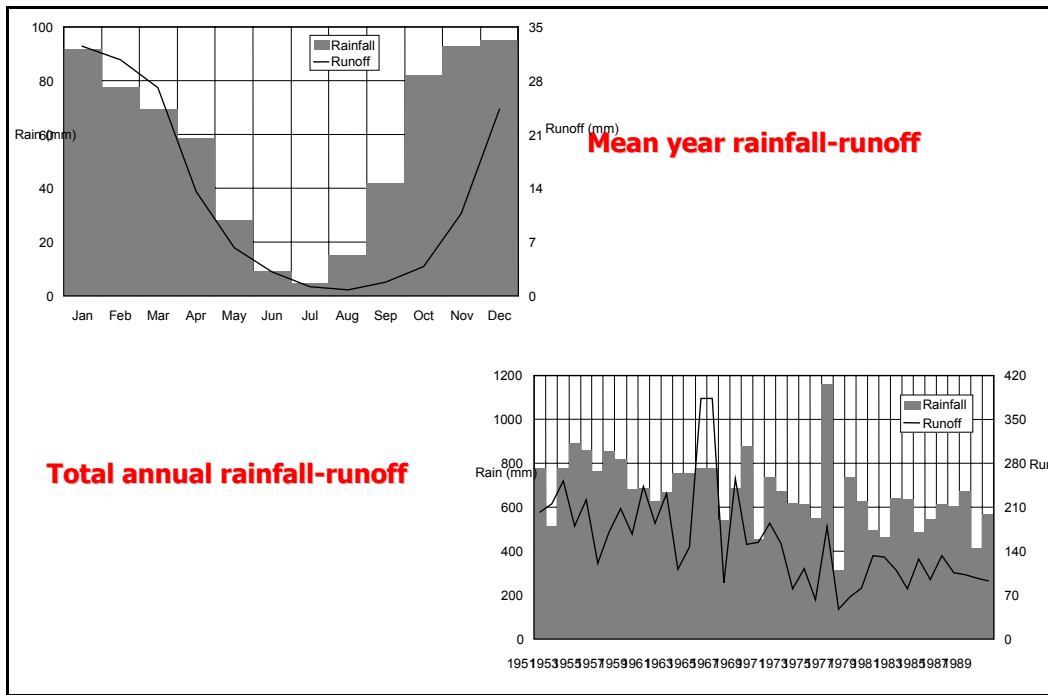 100
80
60
40
20
0
Rain (mm)
35
28
21
14
7
0
Runoff (mm)
Rainfall
Runoff
Jan Feb Mar Apr May Jun Jul Aug Sep Oct Nov Dec
Mean year rainfall-runoff
Total annual rainfall-runoff
1200
1000
800
600
400
200
0
Rain (mm)
420
350
280
210
140
70
0
Rainfall
Runoff
1951 1953 1955 1957 1959 1961 1963 1965 1967 1969 1971 1973 1975 1977 1979 1981 1983 1985 1987 1989